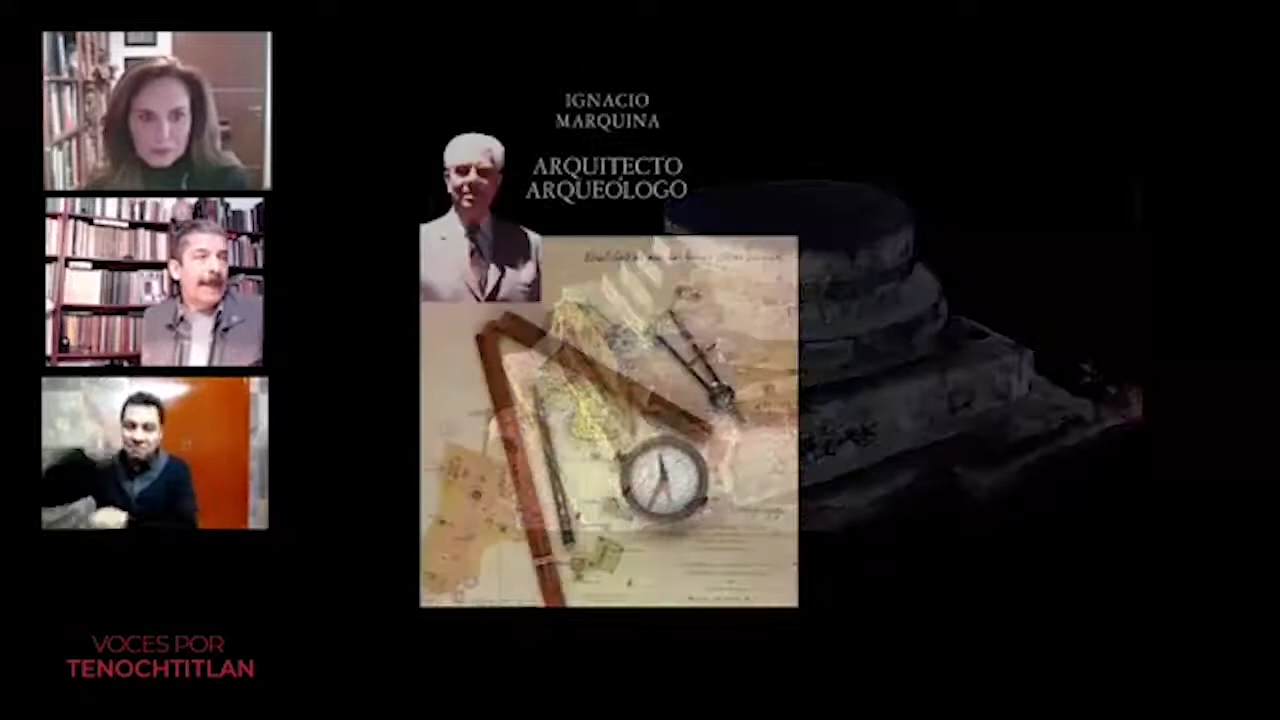 IGNACIO
MARQUINA
ARQUITECTO
ARQUEÓLOGO
VOCES POR
TENOCHTITLAN